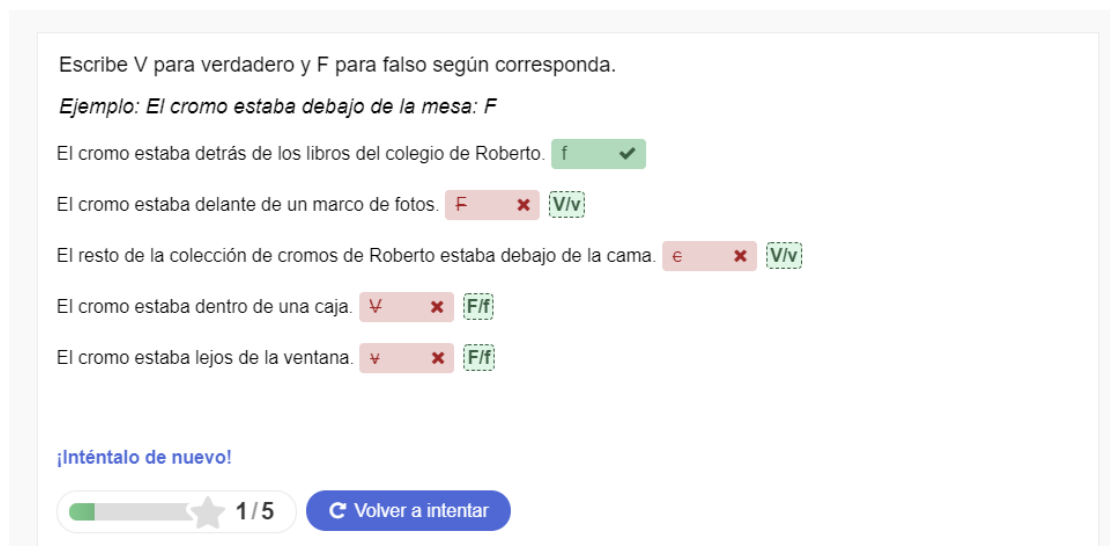 Escribe V para verdadero y F para falso según corresponda.
Ejemplo: El cromo estaba debajo de la mesa: F
El cromo estaba detrás de los libros del colegio de Roberto. f
El cromo estaba delante de un marco de fotos. F V/v
El resto de la colección de cromos de Roberto estaba debajo de la cama. c V/v
El cromo estaba dentro de una caja. V F/f
El cromo estaba lejos de la ventana. v F/f
¡Inténtalo de nuevo!
1/5 Volver a intentar